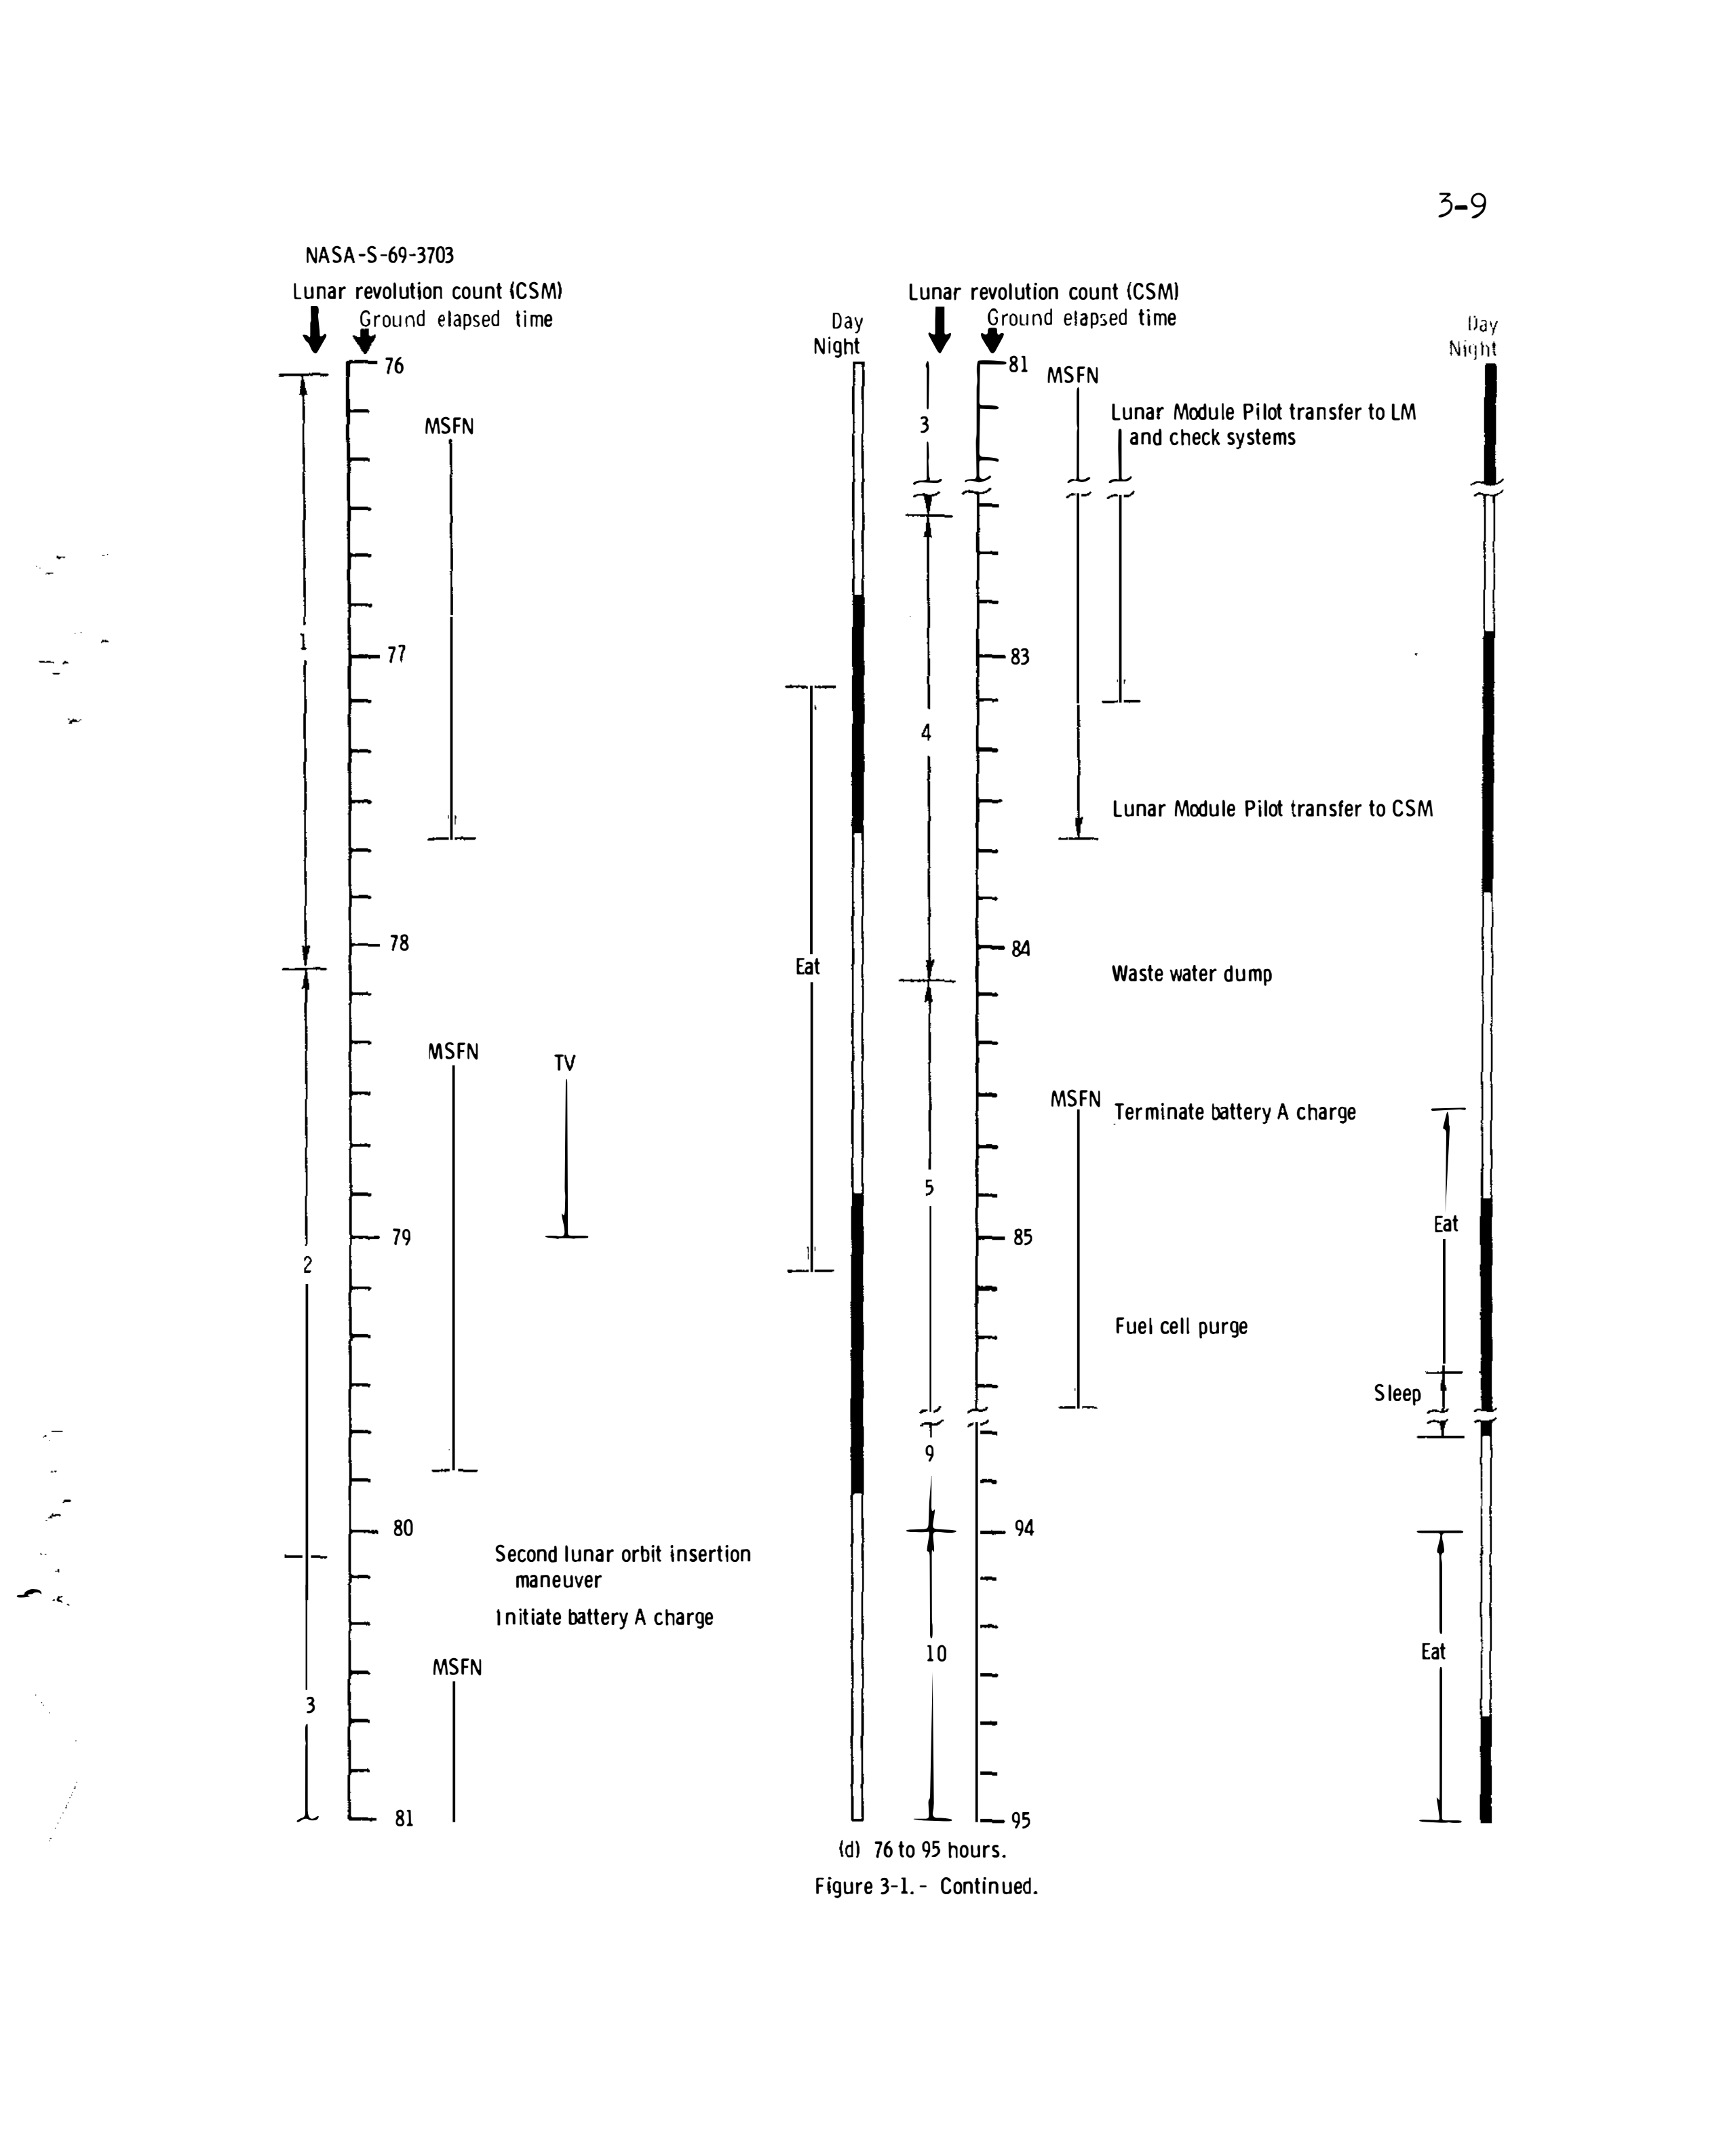 3-9
NASA-S-69-3703
Lunar revolution count (CSM)
Ground elapsed time
Day
Night
76
MSFN
1
77
78
Eat
MSFN
TV
79
2
80
Second lunar orbit insertion
maneuver
Initiate battery A charge
MSFN
3
81
Lunar revolution count (CSM)
Ground elapsed time
Day
Night
81
MSFN
Lunar Module Pilot transfer to LM
and check systems
3
83
4
Lunar Module Pilot transfer to CSM
84
Waste water dump
MSFN
Terminate battery A charge
5
Eat
85
Fuel cell purge
Sleep
9
94
10
Eat
95
(d) 76 to 95 hours.
Figure 3-1. - Continued.